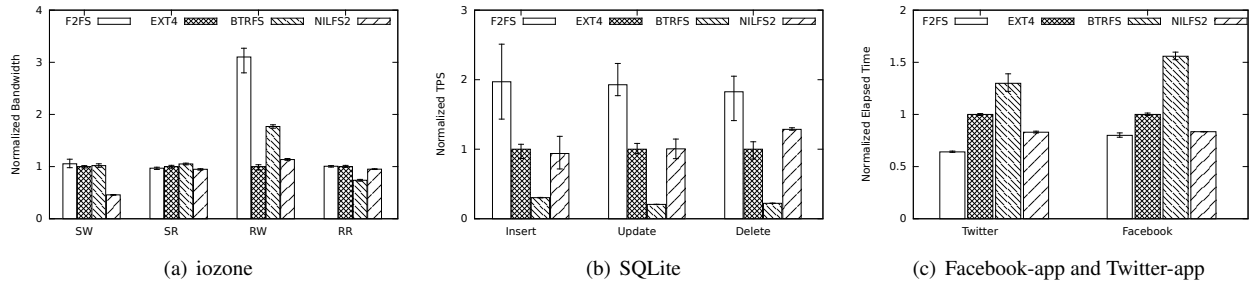 F2FS EXT4 BTRFS NILFS2
Normalized Bandwidth
4
3
2
1
0
SW SR RW RR
(a) iozone
F2FS EXT4 BTRFS NILFS2
Normalized TPS
3
2
1
0
Insert Update Delete
(b) SQLite
F2FS EXT4 BTRFS NILFS2
Normalized Elapsed Time
2
1.5
1
0.5
0
Twitter Facebook
(c) Facebook-app and Twitter-app